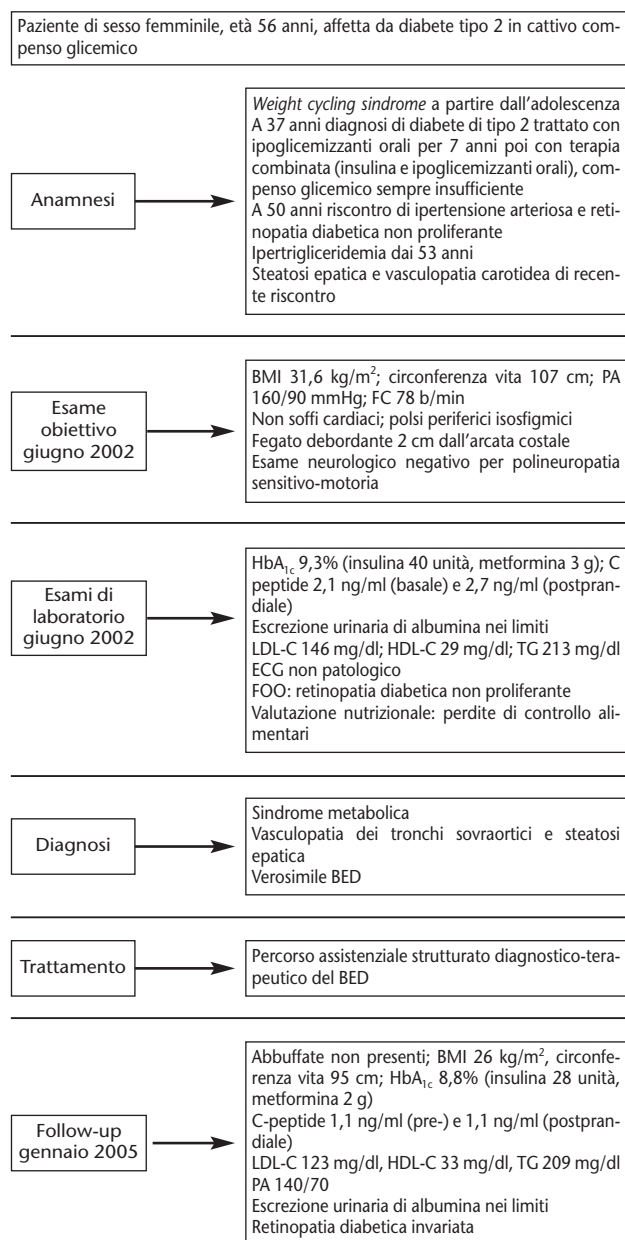 Paziente di sesso femminile, età 56 anni, affetta da diabete tipo 2 in cattivo com-
penso glicemico
Anamnesi
Weight cycling sindrome a partire dall'adolescenza
A 37 anni diagnosi di diabete di tipo 2 trattato con
ipoglicemizzanti orali per 7 anni poi con terapia
combinata (insulina e ipoglicemizzanti orali), com-
penso glicemico sempre insufficiente
A 50 anni riscontro di ipertensione arteriosa e reti-
nopatia diabetica non proliferante
Ipertrigliceridemia dai 53 anni
Steatosi epatica e vasculopatia carotidea di recen-
te riscontro
Esame
obiettivo
giugno 2002
BMI 31,6 kg/m²; circonferenza vita 107 cm; PA
160/90 mmHg; FC 78 b/min
Non soffi cardiaci; polsi periferici isosfigmici
Fegato debordante 2 cm dall'arcata costale
Esame neurologico negativo per polineuropatia
sensitivo-motoria
Esami di
laboratorio
giugno 2002
HbA1c 9,3% (insulina 40 unità, metformina 3 g); C
peptide 2,1 ng/ml (basale) e 2,7 ng/ml (postpran-
diale)
Escrezione urinaria di albumina nei limiti
LDL-C 146 mg/dl; HDL-C 29 mg/dl; TG 213 mg/dl
ECG non patologico
FOO: retinopatia diabetica non proliferante
Valutazione nutrizionale: perdite di controllo ali-
mentari
Diagnosi
Sindrome metabolica
Vasculopatia dei tronchi sovraortici e steatosi
epatica
Verosimile BED
Trattamento
Percorso assistenziale strutturato diagnostico-tera-
peutico del BED
Follow-up
gennaio 2005
Abbuffate non presenti; BMI 26 kg/m², circonfe-
renza vita 95 cm; HbA1c 8,8% (insulina 28 unità,
metformina 2 g)
C-peptide 1,1 ng/ml (pre-) e 1,1 ng/ml (postpran-
diale)
LDL-C 123 mg/dl, HDL-C 33 mg/dl, TG 209 mg/dl
PA 140/70
Escrezione urinaria di albumina nei limiti
Retinopatia diabetica invariata